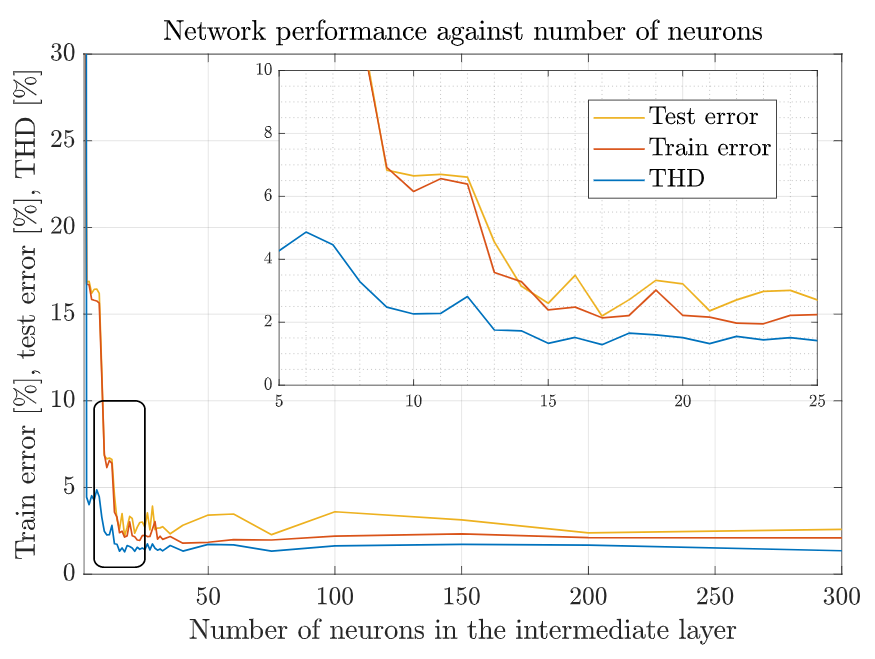 Network performance against number of neurons
Train error [%], test error [%], THD [%]
30
25
20
15
10
5
0
10
8
6
4
2
0
5 10 15 20 25
Test error
Train error
THD
50 100 150 200 250 300
Number of neurons in the intermediate layer